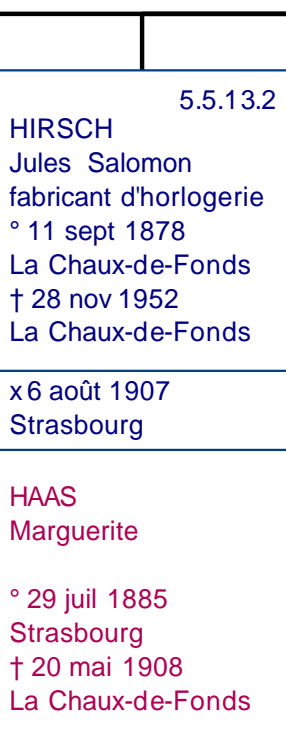 5.5.13.2
HIRSCH
Jules Salomon
fabricant d'horlogerie
° 11 sept 1878
La Chaux-de-Fonds
† 28 nov 1952
La Chaux-de-Fonds
x 6 août 1907
Strasbourg
HAAS
Marguerite
° 29 juil 1885
Strasbourg
† 20 mai 1908
La Chaux-de-Fonds